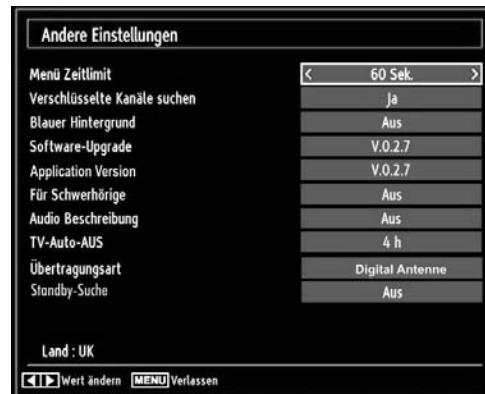 Andere Einstellungen
Menü Zeitlimit < 60 Sek. >
Verschlüsselte Kanäle suchen Ja
Blauer Hintergrund Aus
Software-Upgrade V.0.2.7
Application Version V.0.2.7
Für Schwerhörige Aus
Audio Beschreibung Aus
TV-Auto-AUS 4 h
Übertragungsart Digital Antenne
Standby-Suche Aus
Land : UK
Wert ändern MENU Verlassen